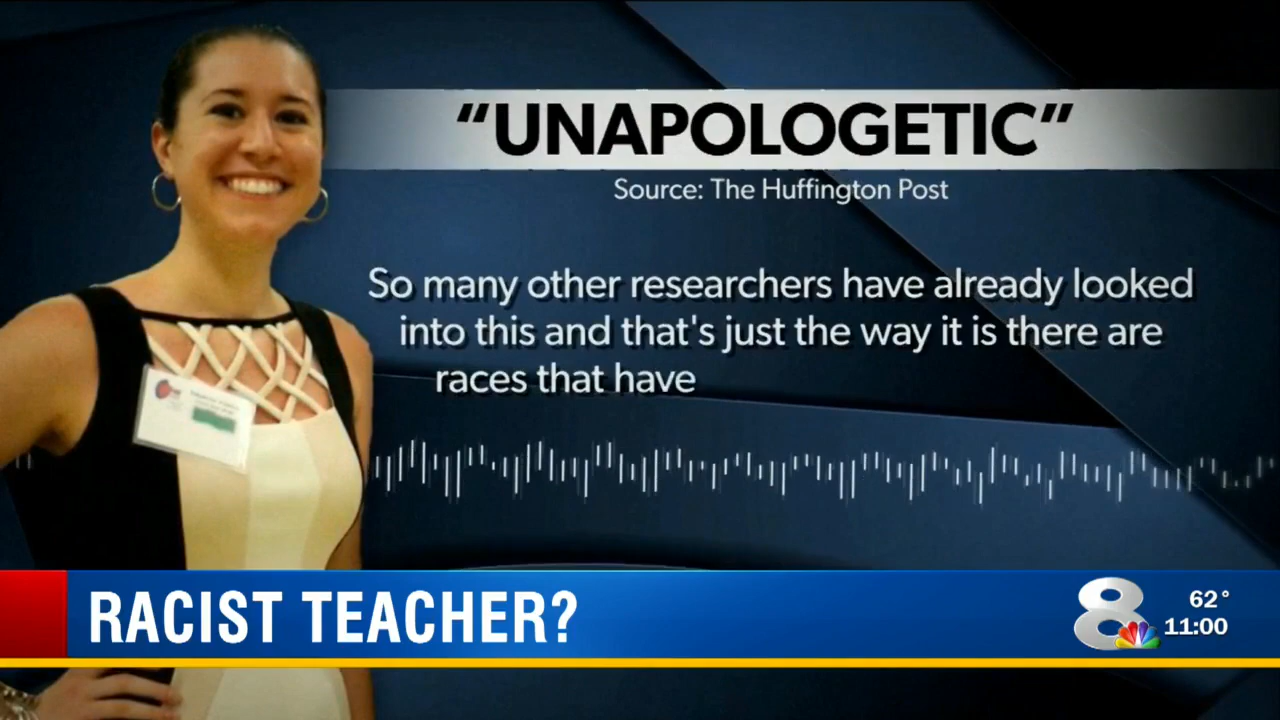 “UNAPOLOGETIC”
Source: The Huffington Post
So many other researchers have already looked
into this and that's just the way it is there are
races that have
RACIST TEACHER?
8
62°
11:00